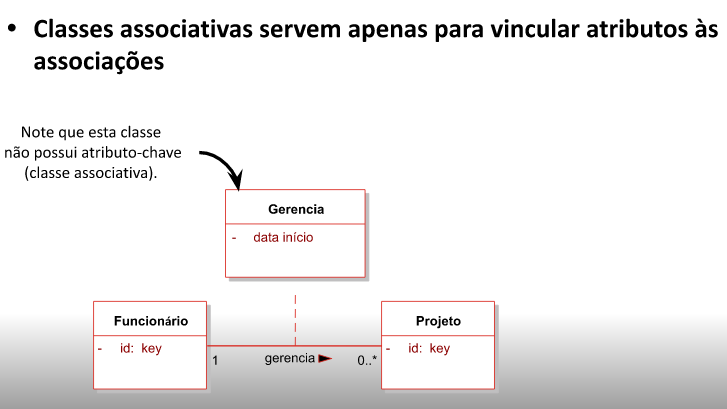 • Classes associativas servem apenas para vincular atributos às
associações
Note que esta classe
não possui atributo-chave
(classe associativa).
Gerencia
- data início
Funcionário
- id: key
Projeto
- id: key
1
gerencia
0..*